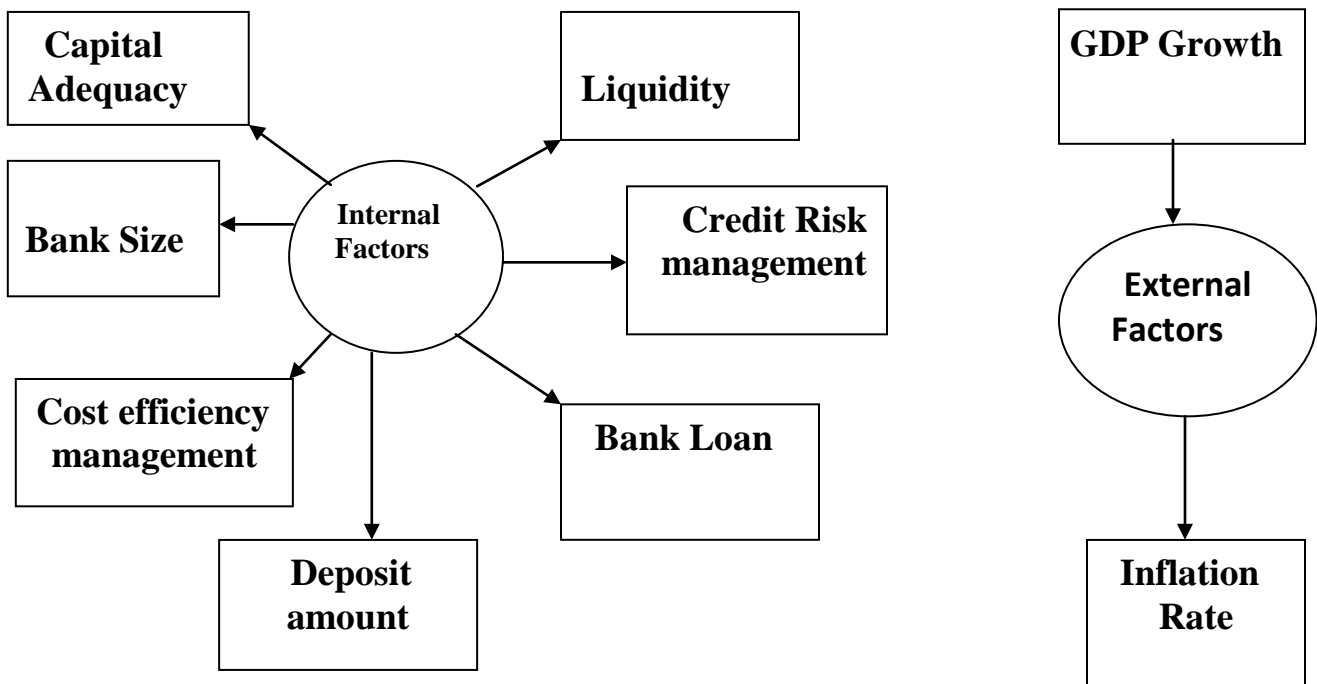 Capital
Adequacy
Liquidity
GDP Growth
Bank Size
Internal
Factors
Credit Risk
management
External
Factors
Cost efficiency
management
Bank Loan
Deposit
amount
Inflation
Rate